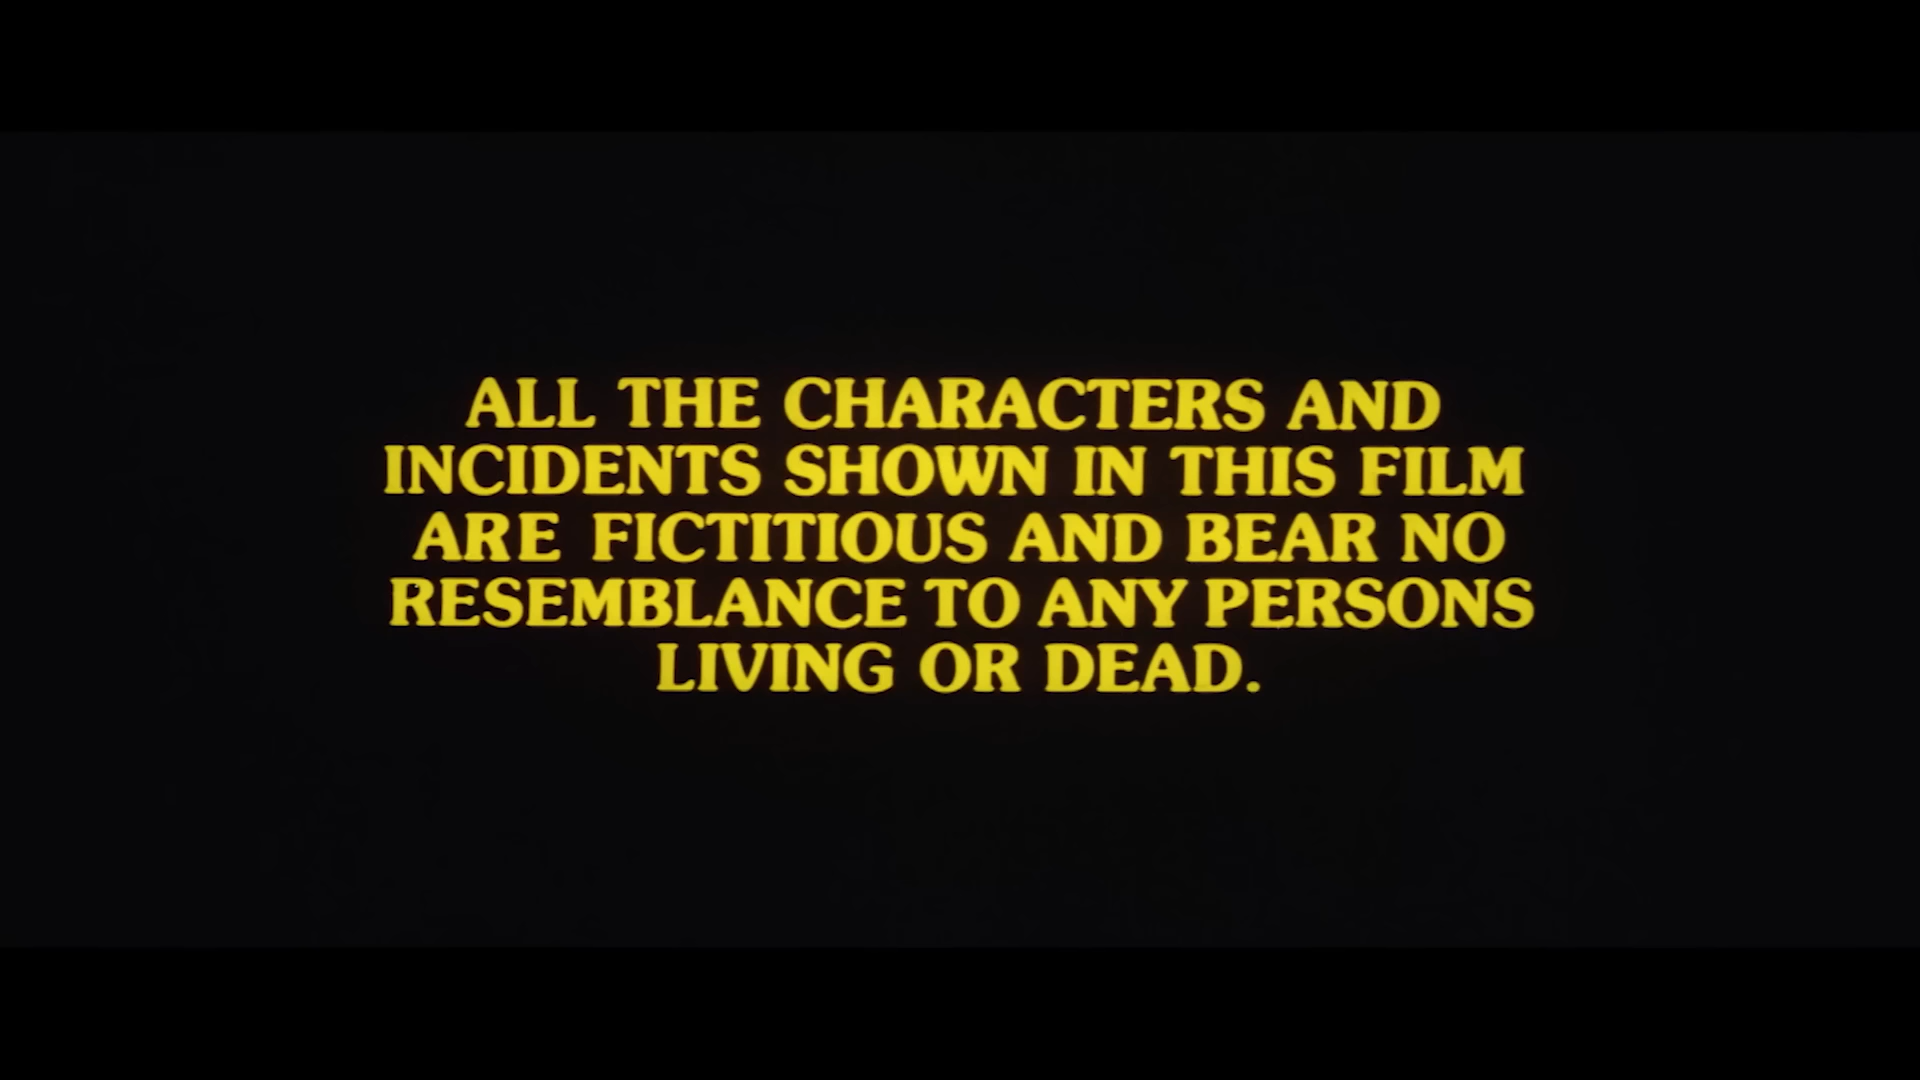 ALL THE CHARACTERS AND
INCIDENTS SHOWN IN THIS FILM
ARE FICTITIOUS AND BEAR NO
RESEMBLANCE TO ANY PERSONS
LIVING OR DEAD.